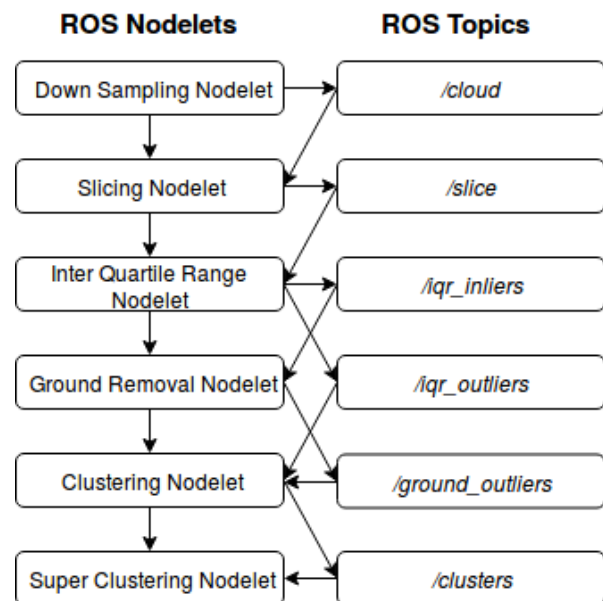 ROS Nodelets
ROS Topics
Down Sampling Nodelet
/cloud
Slicing Nodelet
/slice
Inter Quartile Range
Nodelet
/iqr_inliers
Ground Removal Nodelet
/iqr_outliers
Clustering Nodelet
/ground_outliers
Super Clustering Nodelet
/clusters